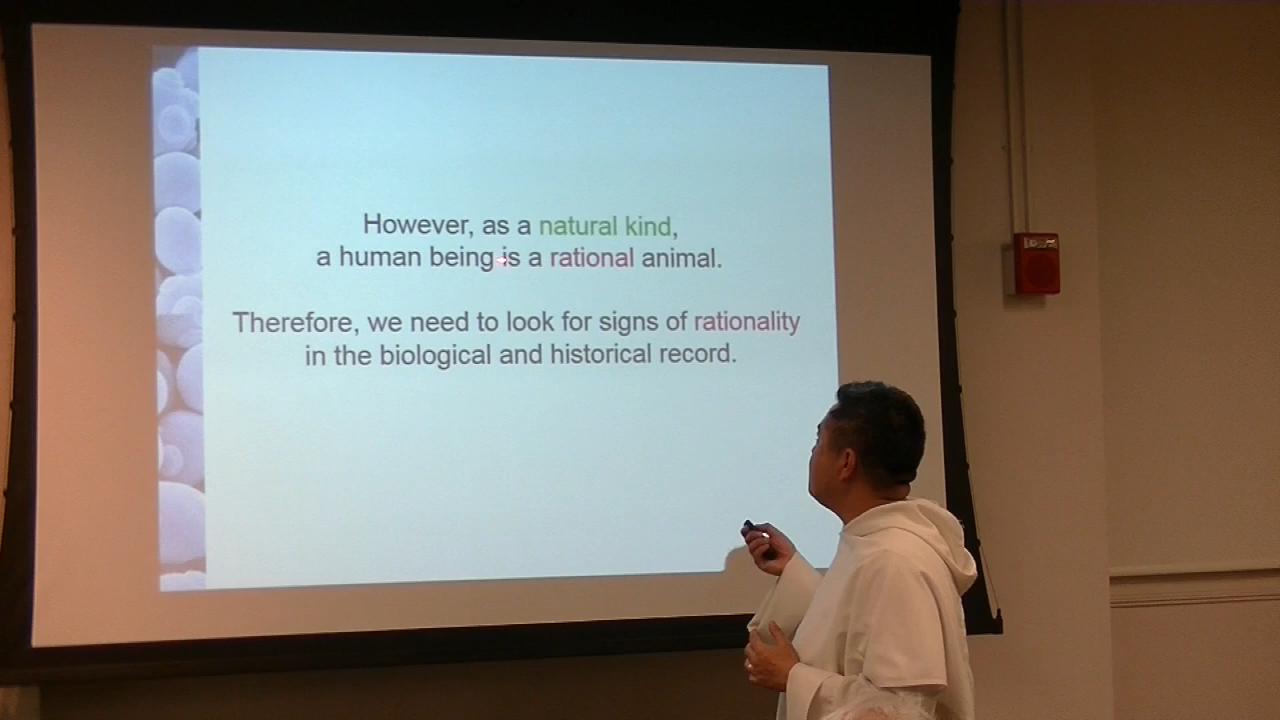 However, as a natural kind,
a human being is a rational animal.
Therefore, we need to look for signs of rationality
in the biological and historical record.